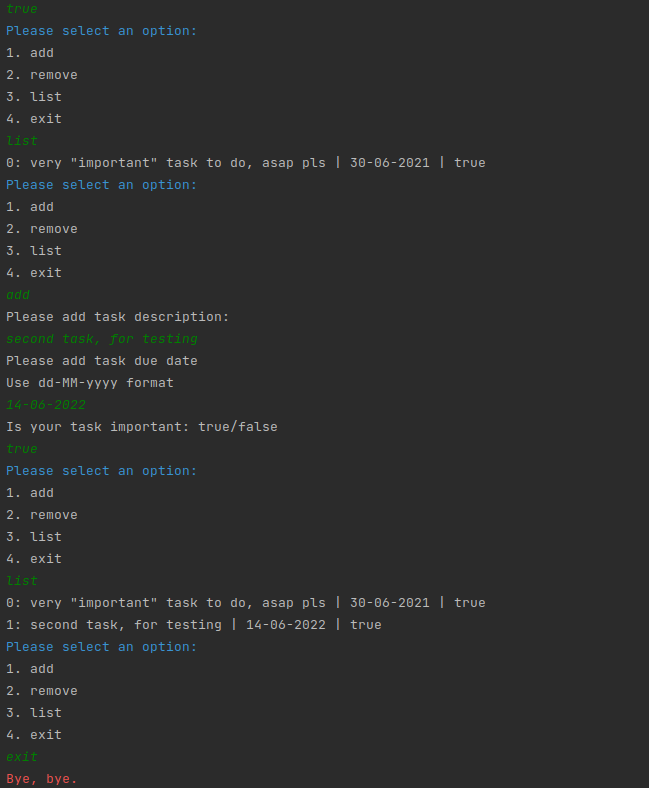 true
Please select an option:
1. add
2. remove
3. list
4. exit
list
0: very "important" task to do, asap pls | 30-06-2021 | true
Please select an option:
1. add
2. remove
3. list
4. exit
add
Please add task description:
second task, for testing
Please add task due date
Use dd-MM-yyyy format
14-06-2022
Is your task important: true/false
true
Please select an option:
1. add
2. remove
3. list
4. exit
list
0: very "important" task to do, asap pls | 30-06-2021 | true
1: second task, for testing | 14-06-2022 | true
Please select an option:
1. add
2. remove
3. list
4. exit
exit
Bye, bye.